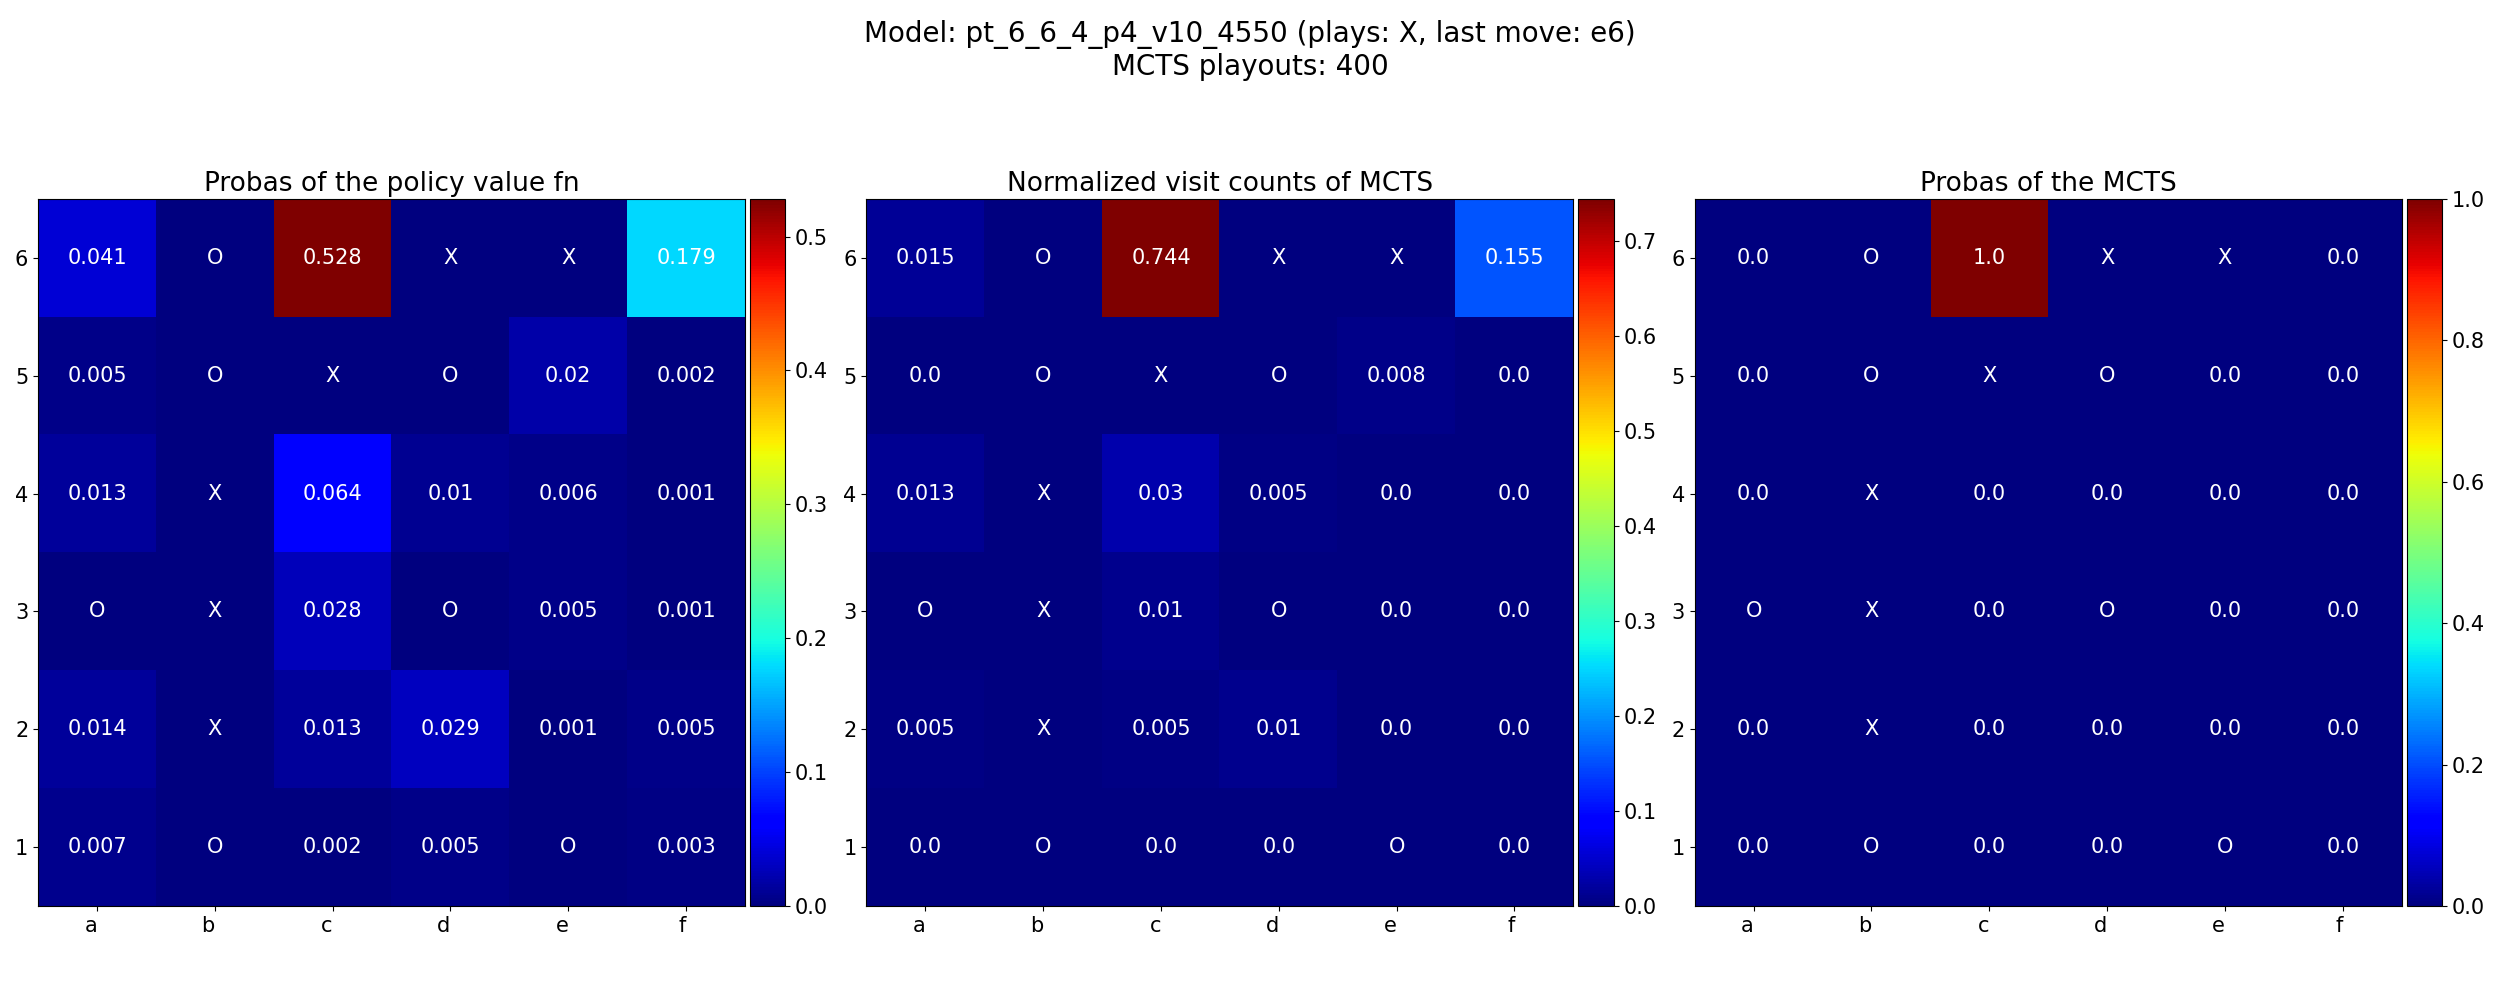 Model: pt_6_6_4_p4_v10_4550 (plays: X, last move: e6)
MCTS playouts: 400
Probas of the policy value fn
6 0.041 O 0.528 X X 0.179
5 0.005 O X O 0.02 0.002
4 0.013 X 0.064 0.01 0.006 0.001
3 O X 0.028 O 0.005 0.001
2 0.014 X 0.013 0.029 0.001 0.005
1 0.007 O 0.002 0.005 O 0.003
a b c d e f
0.5
0.4
0.3
0.2
0.1
0.0
Normalized visit counts of MCTS
6 0.015 O 0.744 X X 0.155
5 0.0 O X O 0.008 0.0
4 0.013 X 0.03 0.005 0.0 0.0
3 O X 0.01 O 0.0 0.0
2 0.005 X 0.005 0.01 0.0 0.0
1 0.0 O 0.0 0.0 O 0.0
a b c d e f
0.7
0.6
0.5
0.4
0.3
0.2
0.1
0.0
Probas of the MCTS
6 0.0 O 1.0 X X 0.0
5 0.0 O X O 0.0 0.0
4 0.0 X 0.0 0.0 0.0 0.0
3 O X 0.0 O 0.0 0.0
2 0.0 X 0.0 0.0 0.0 0.0
1 0.0 O 0.0 0.0 O 0.0
a b c d e f
1.0
0.8
0.6
0.4
0.2
0.0